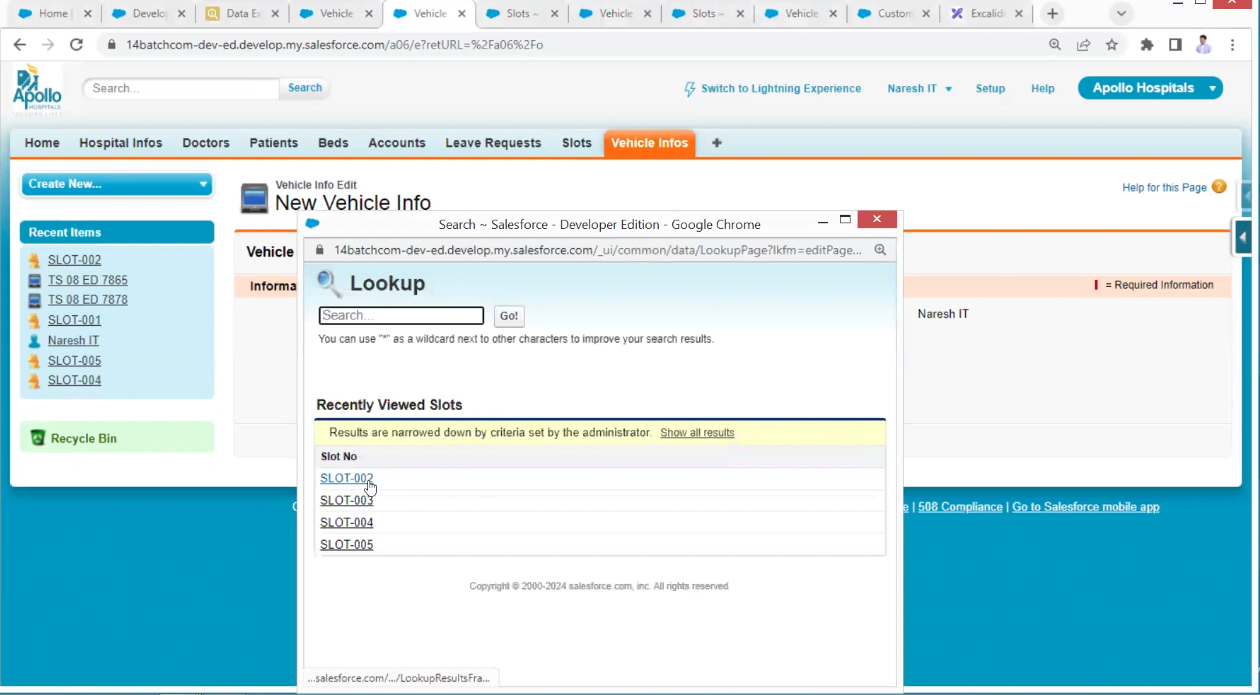 Home |
Develo
Data Ex
Vehicle
Vehicle
Slots ~
Vehicle
Slots ~
Vehicle
Custom
Excalid
14batchcom-dev-ed.develop.my.salesforce.com/a06/e?retURL=%2Fa06%2Fo
Apollo
HOSPITALS
Search...
Search
Switch to Lightning Experience
Naresh IT
Setup
Help
Apollo Hospitals
Home Hospital Infos Doctors Patients Beds Accounts Leave Requests Slots Vehicle Infos +
Create New...
Recent Items
SLOT-002
TS 08 ED 7865
TS 08 ED 7878
SLOT-001
Naresh IT
SLOT-005
SLOT-004
Recycle Bin
Vehicle Info Edit
New Vehicle Info
Help for this Page ?
Vehicle
Informa
= Required Information
Naresh IT
Search ~ Salesforce - Developer Edition - Google Chrome
14batchcom-dev-ed.develop.my.salesforce.com/_ui/common/data/LookupPage?lkfm=editPage...
Lookup
Search...
Go!
You can use "*" as a wildcard next to other characters to improve your search results.
Recently Viewed Slots
Results are narrowed down by criteria set by the administrator. Show all results
Slot No
SLOT-002
SLOT-003
SLOT-004
SLOT-005
Copyright © 2000-2024 salesforce.com, inc. All rights reserved
...salesforce.com/.../LookupResultsFra...
C
e | 508 Compliance | Go to Salesforce mobile app